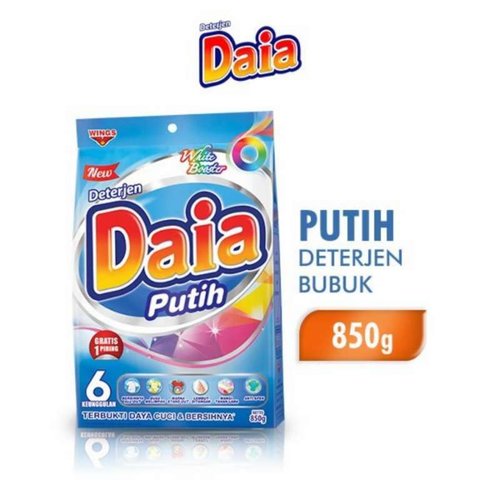 Deterjen
Daia
WINGS
New
White
Booster
Deterjen
Daia
Putih
GRATIS
1 PIRING
6
KEUNGGULAN
TERBUKTI DAYA CUCI & BERSIHNYA*
NETTO
850g
PUTIH
DETERJEN
BUBUK
850g